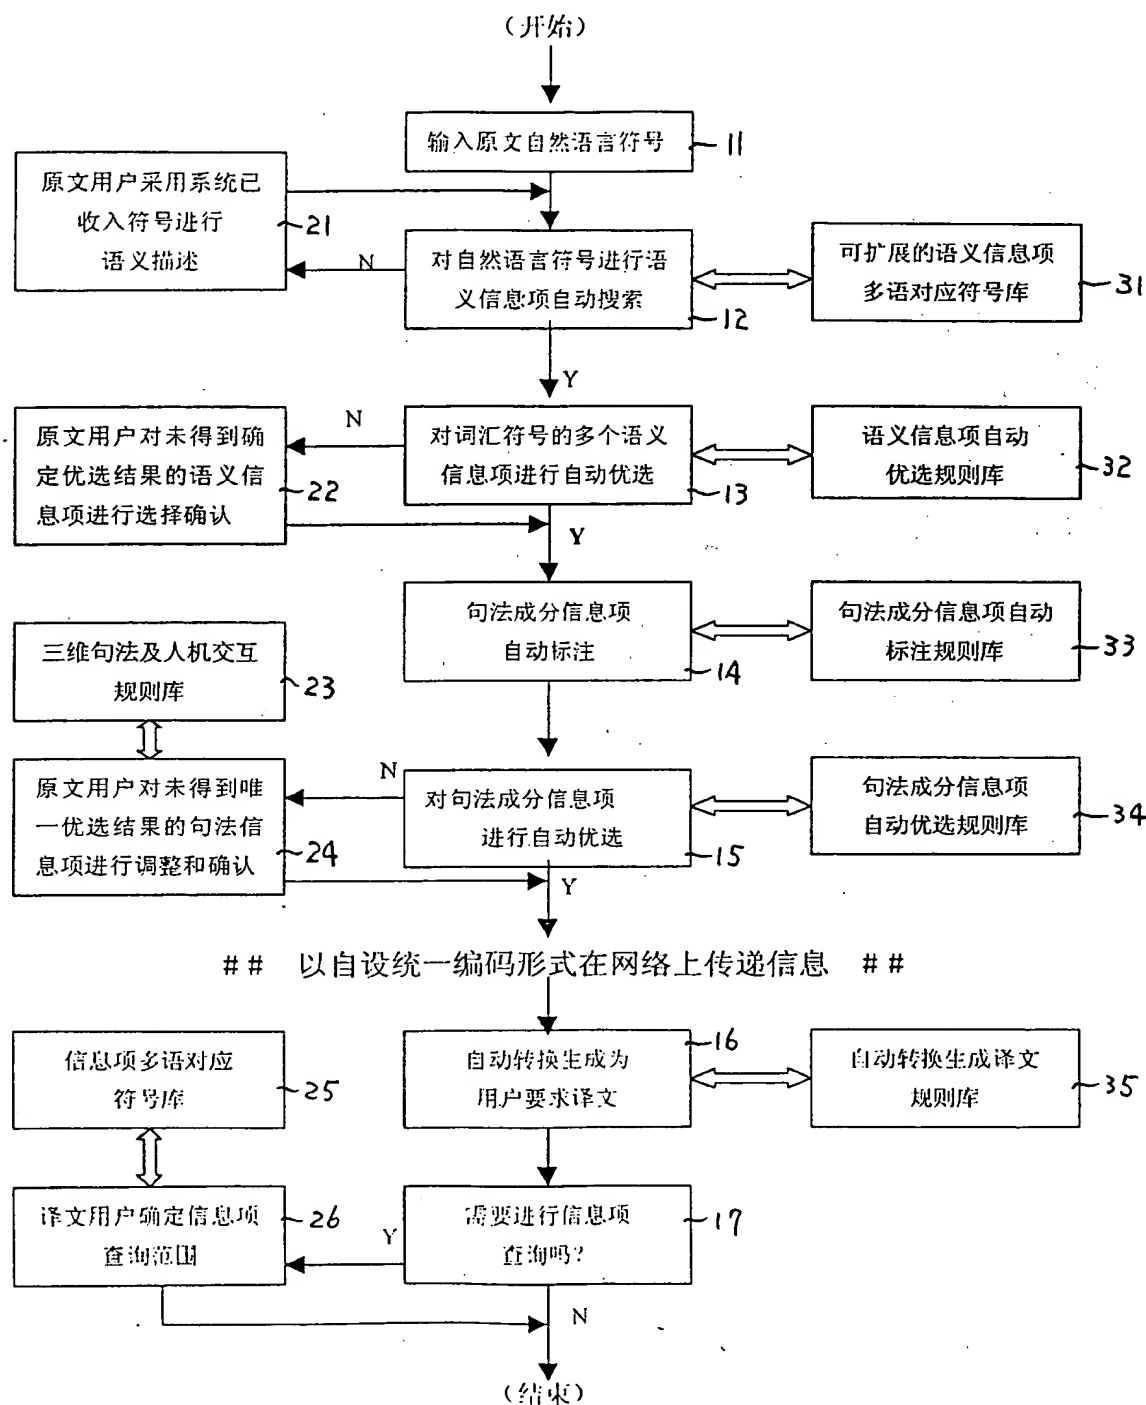 (开始)
输入原文自然语言符号
11
原文用户采用系统已
收入符号进行
语义描述
21
N
对自然语言符号进行语
义信息项自动搜索
12
可扩展的语义信息项
多语对应符号库
31
Y
原文用户对未得到确
定优选结果的语义信
息项进行选择确认
22
N
对词汇符号的多个语义
信息项进行自动优选
13
语义信息项自动
优选规则库
32
Y
句法成分信息项
自动标注
14
句法成分信息项自动
标注规则库
33
三维句法及人机交互
规则库
23
原文用户对未得到唯
一优选结果的句法信
息项进行调整和确认
24
N
对句法成分信息项
进行自动优选
15
句法成分信息项
自动优选规则库
34
Y
## 以自设统一编码形式在网络上传递信息 ##
信息项多语对应
符号库
25
自动转换生成为
用户要求译文
16
自动转换生成译文
规则库
35
译文用户确定信息项
查询范围
26
Y
需要进行信息项
查询吗?
17
N
(结束)